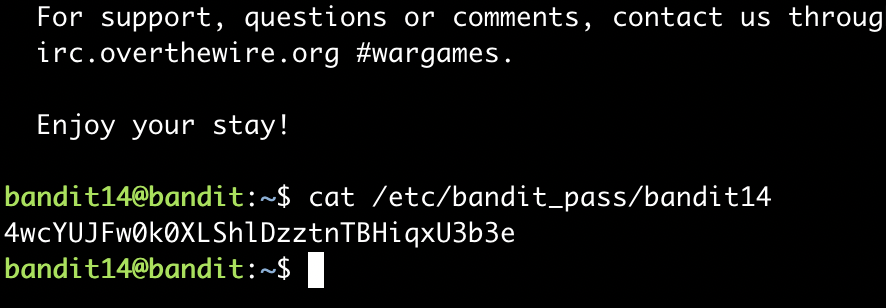 For support, questions or comments, contact us throug
irc.overthewire.org #wargames.
Enjoy your stay!
bandit14@bandit:~$ cat /etc/bandit_pass/bandit14
4wcYUJFw0k0XLShlDzztnTBHiqxU3b3e
bandit14@bandit:~$